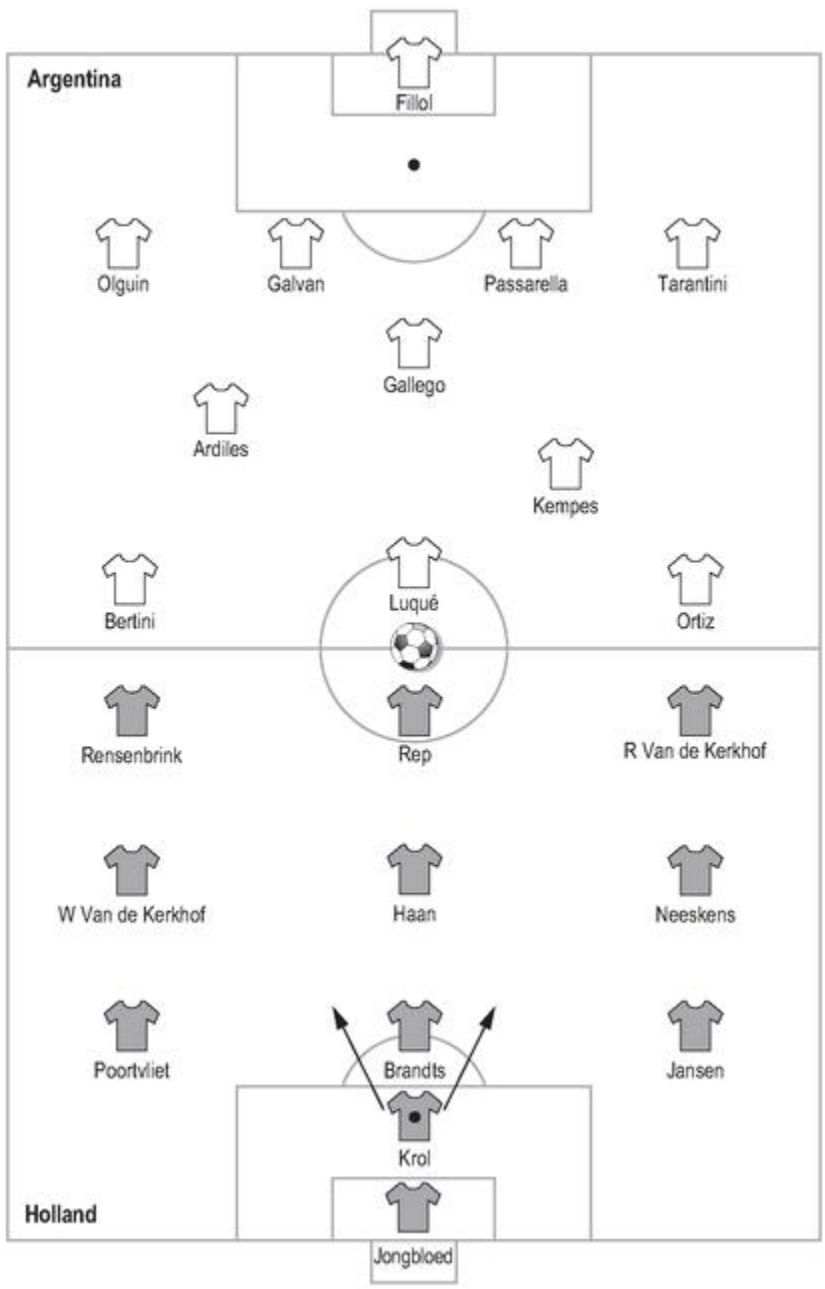 Argentina
Fillol
Olguin
Galvan
Passarella
Tarantini
Gallego
Ardiles
Kempes
Bertini
Luqué
Ortiz
Rensenbrink
Rep
R Van de Kerkhof
W Van de Kerkhof
Haan
Neeskens
Poortvliet
Brandts
Jansen
Krol
Holland
Jongbloed